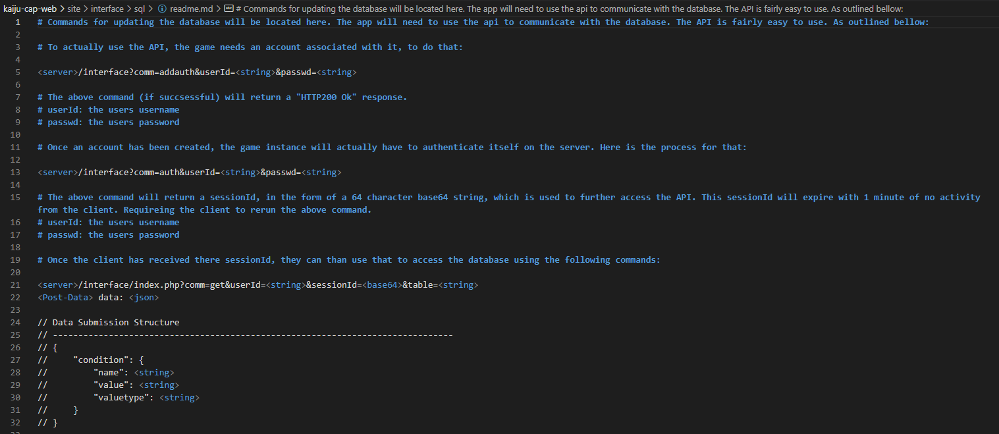 kaiju-cap-web > site > interface > sql > readme.md > # Commands for updating the database will be located here. The app will need to use the api to communicate with the database. The API is fairly easy to use. As outlined bellow:
1 # Commands for updating the database will be located here. The app will need to use the api to communicate with the database. The API is fairly easy to use. As outlined bellow:
2
3 # To actually use the API, the game needs an account associated with it, to do that:
4
5 <server>/interface?comm=addauth&userId=<string>&passwd=<string>
6
7 # The above command (if succsessful) will return a "HTTP200 Ok" response.
8 # userId: the users username
9 # passwd: the users password
10
11 # Once an account has been created, the game instance will actually have to authenticate itself on the server. Here is the process for that:
12
13 <server>/interface?comm=auth&userId=<string>&passwd=<string>
14
15 # The above command will return a sessionId, in the form of a 64 character base64 string, which is used to further access the API. This sessionId will expire with 1 minute of no activity
from the client. Requireing the client to rerun the above command.
16 # userId: the users username
17 # passwd: the users password
18
19 # Once the client has received there sessionId, they can than use that to access the database using the following commands:
20
21 <server>/interface/index.php?comm=get&userId=<string>&sessionId=<base64>&table=<string>
22 <Post-Data> data: <json>
23
24 // Data Submission Structure
25 // -------------------------------------------------------------------------------
26 // {
27 //     "condition": {
28 //         "name": <string>
29 //         "value": <string>
30 //         "valuetype": <string>
31 //     }
32 // }
33